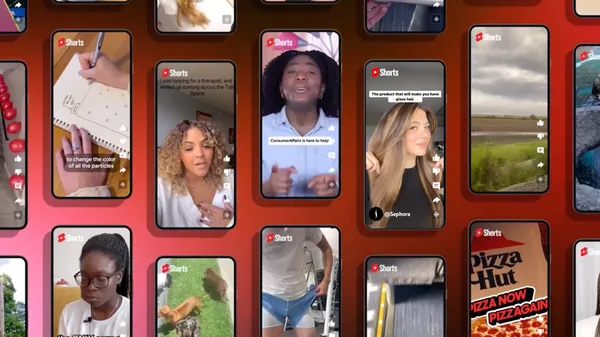 Shorts
to change the color
of all the particles
Shorts
I was looking for a therapist, and
ended up coming across the Talk
Space
Shorts
ConsumerAffairs is here to help!
Shorts
The product that will make you have
glass hair
@Sephora
Shorts
Shorts
Shorts
Shorts
Shorts
Shorts
Pizza
Hut
PIZZA NOW
PIZZAGAIN